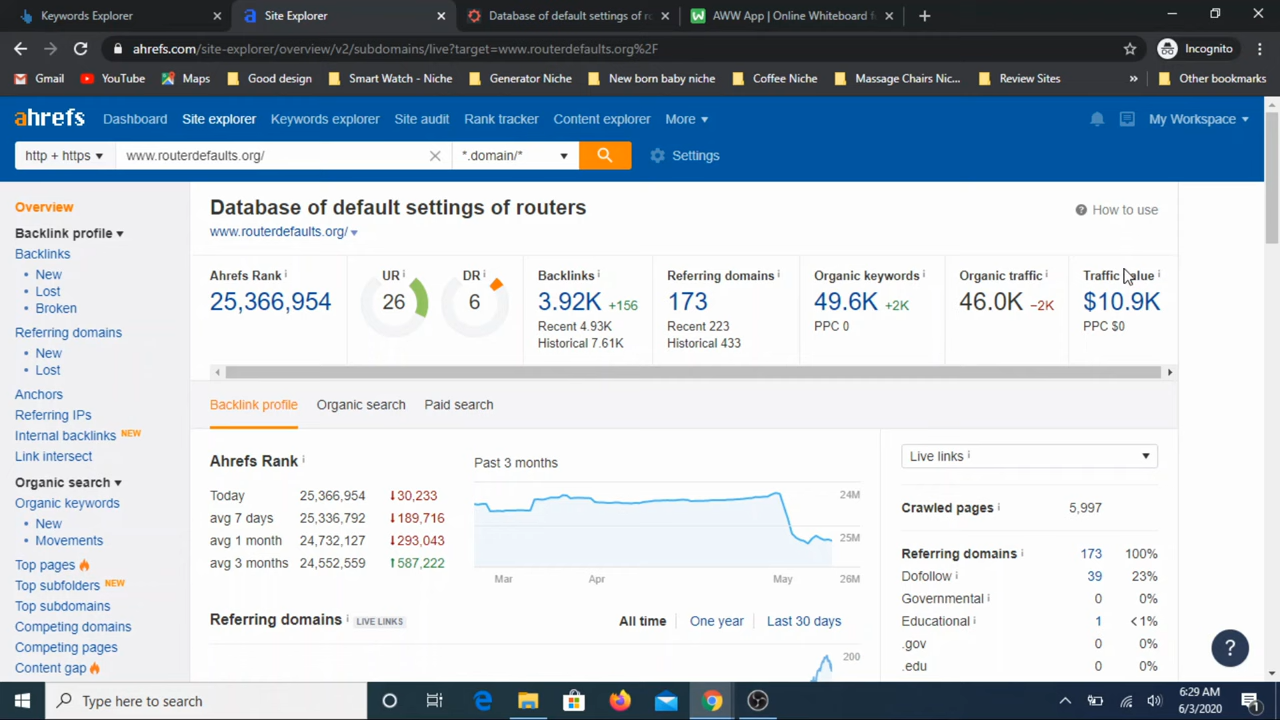 Keywords Explorer
Site Explorer
Database of default settings of r
AWW App | Online Whiteboard f
ahrefs.com/site-explorer/overview/v2/subdomains/live?target=www.routerdefaults.org%2F
Incognito
Gmail YouTube Maps Good design Smart Watch - Niche Generator Niche New born baby niche Coffee Niche Massage Chairs Nic... Review Sites » Other bookmarks
ahrefs Dashboard Site explorer Keywords explorer Site audit Rank tracker Content explorer More My Workspace
http + https www.routerdefaults.org/ *.domain/* Settings
Overview
Backlink profile
Backlinks
New
Lost
Broken
Referring domains
New
Lost
Anchors
Referring IPs
Internal backlinks NEW
Link intersect
Organic search
Organic keywords
New
Movements
Top pages
Top subfolders NEW
Top subdomains
Competing domains
Competing pages
Content gap
Database of default settings of routers
How to use
www.routerdefaults.org/
Ahrefs Rank
25,366,954
UR
26
DR
6
Backlinks
3.92K +156
Recent 4.93K
Historical 7.61K
Referring domains
173
Recent 223
Historical 433
Organic keywords
49.6K +2K
PPC 0
Organic traffic
46.0K −2K
Traffic
$10.9K
PPC $0
Backlink profile Organic search Paid search
Ahrefs Rank
Today 25,366,954 ↓30,233
avg 7 days 25,336,792 ↓189,716
avg 1 month 24,732,127 ↓293,043
avg 3 months 24,552,559 ↑587,222
Past 3 months
24M
25M
26M
Mar Apr May
Referring domains LIVE LINKS
All time One year Last 30 days
200
Live links
Crawled pages 5,997
Referring domains 173 100%
Dofollow 39 23%
Governmental 0 0%
Educational 1 <1%
.gov 0 0%
.edu 0 0%
?
Type here to search
6:29 AM
6/3/2020
1